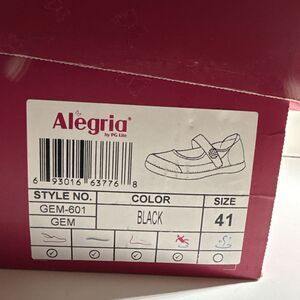 Alegria®
by PG Lite
6 93016 63776 8
STYLE NO. COLOR SIZE
GEM-601 BLACK 41
GEM